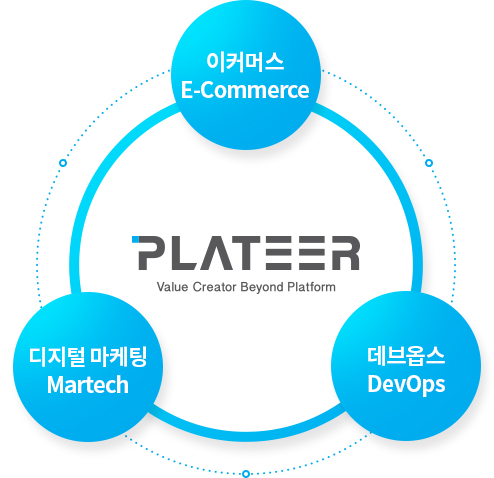 이커머스
E-Commerce
PLATEER
Value Creator Beyond Platform
디지털 마케팅
Martech
데브옵스
DevOps